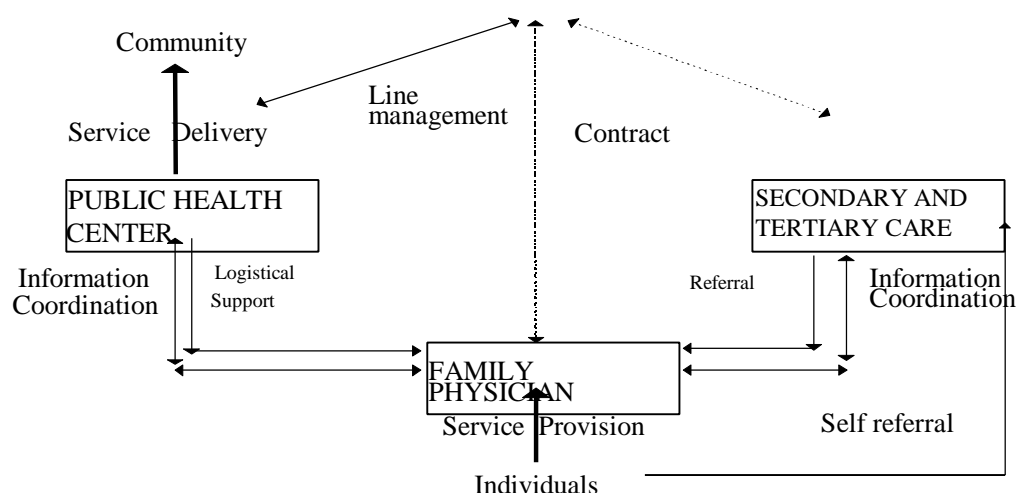 Community
Line
management
Service Delivery
Contract
PUBLIC HEALTH
CENTER
SECONDARY AND
TERTIARY CARE
Information
Coordination
Logistical
Support
Referral
Information
Coordination
FAMILY
PHYSICIAN
Service Provision
Self referral
Individuals